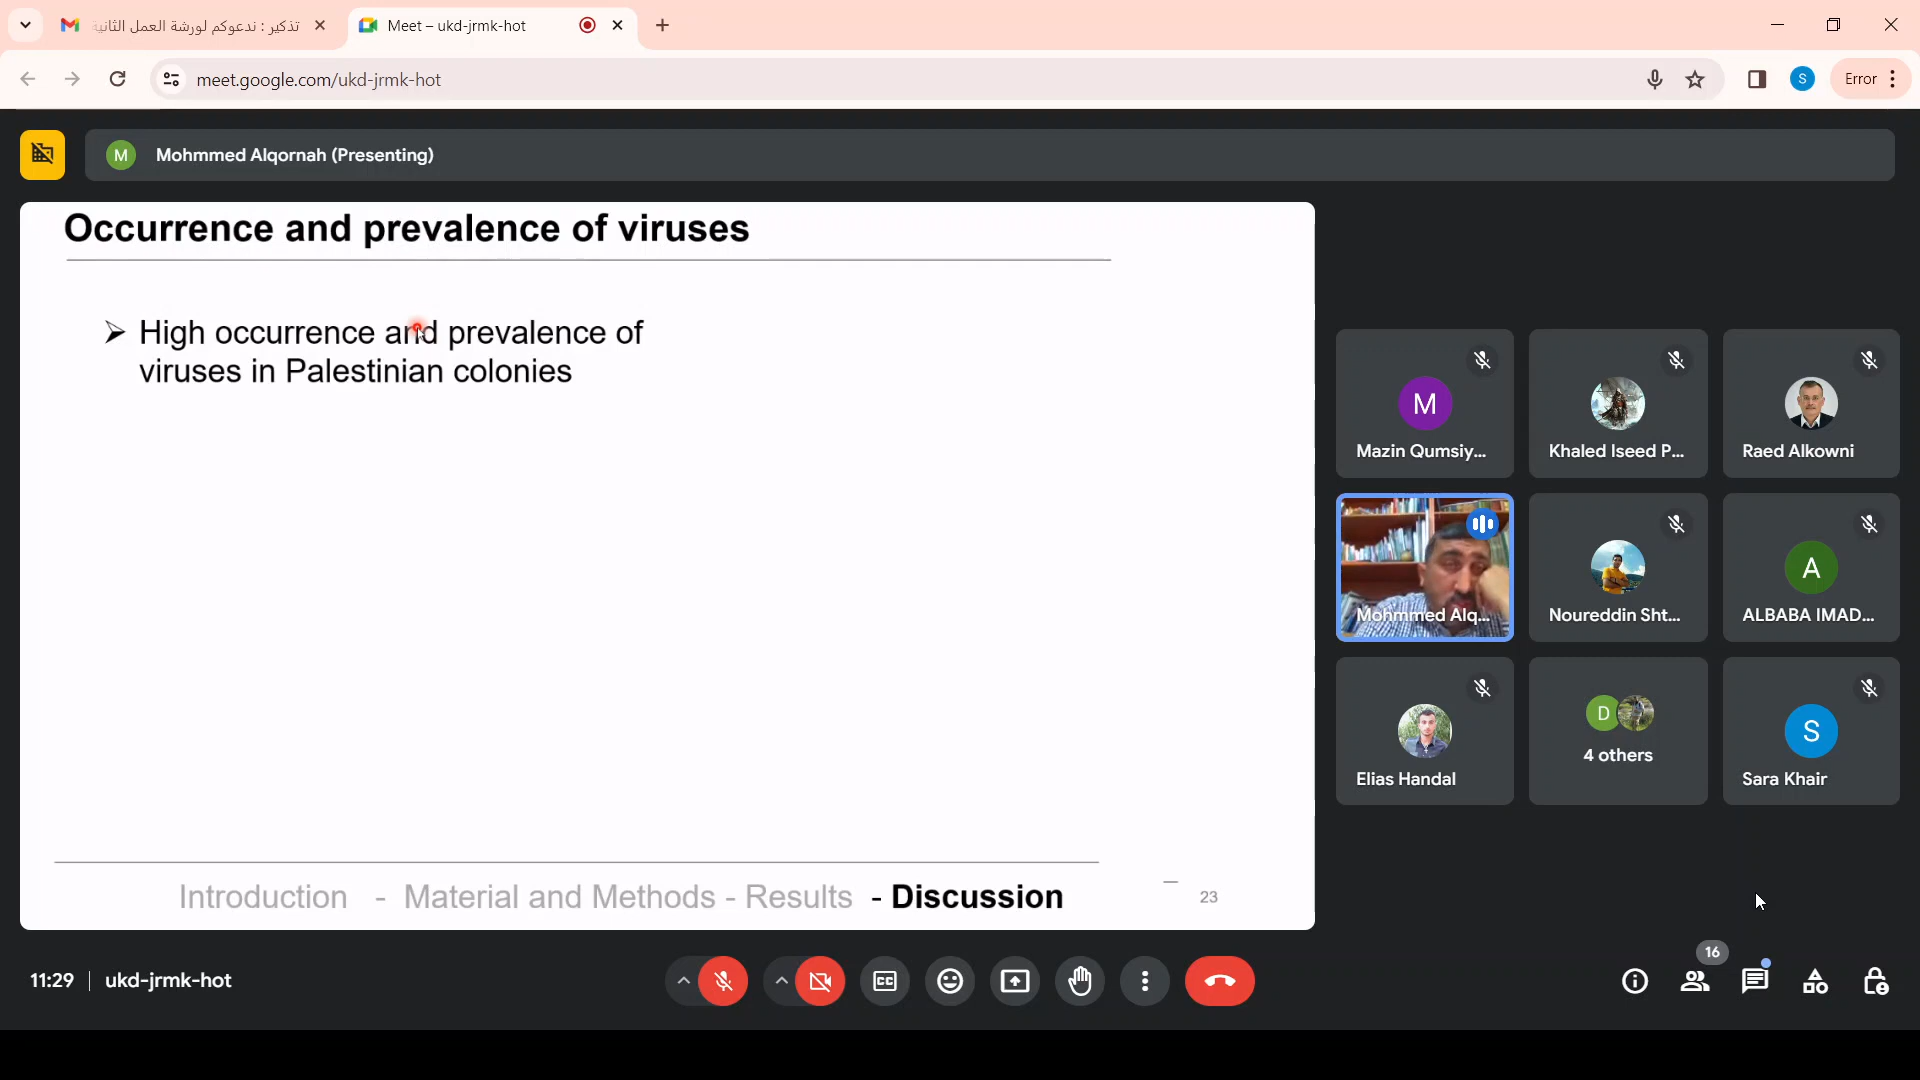 تذكير : ندعوكم لورشة العمل الثانية
Meet – ukd-jrmk-hot
meet.google.com/ukd-jrmk-hot
S
Error
M
Mohmmed Alqornah (Presenting)
Occurrence and prevalence of viruses
➢ High occurrence and prevalence of
viruses in Palestinian colonies
Introduction - Material and Methods - Results - Discussion
23
M
Mazin Qumsiy...
Khaled Iseed P...
Raed Alkowni
Mohmmed Alq...
Noureddin Sht...
A
ALBABA IMAD...
Elias Handal
D
4 others
S
Sara Khair
11:29 | ukd-jrmk-hot
CC
16